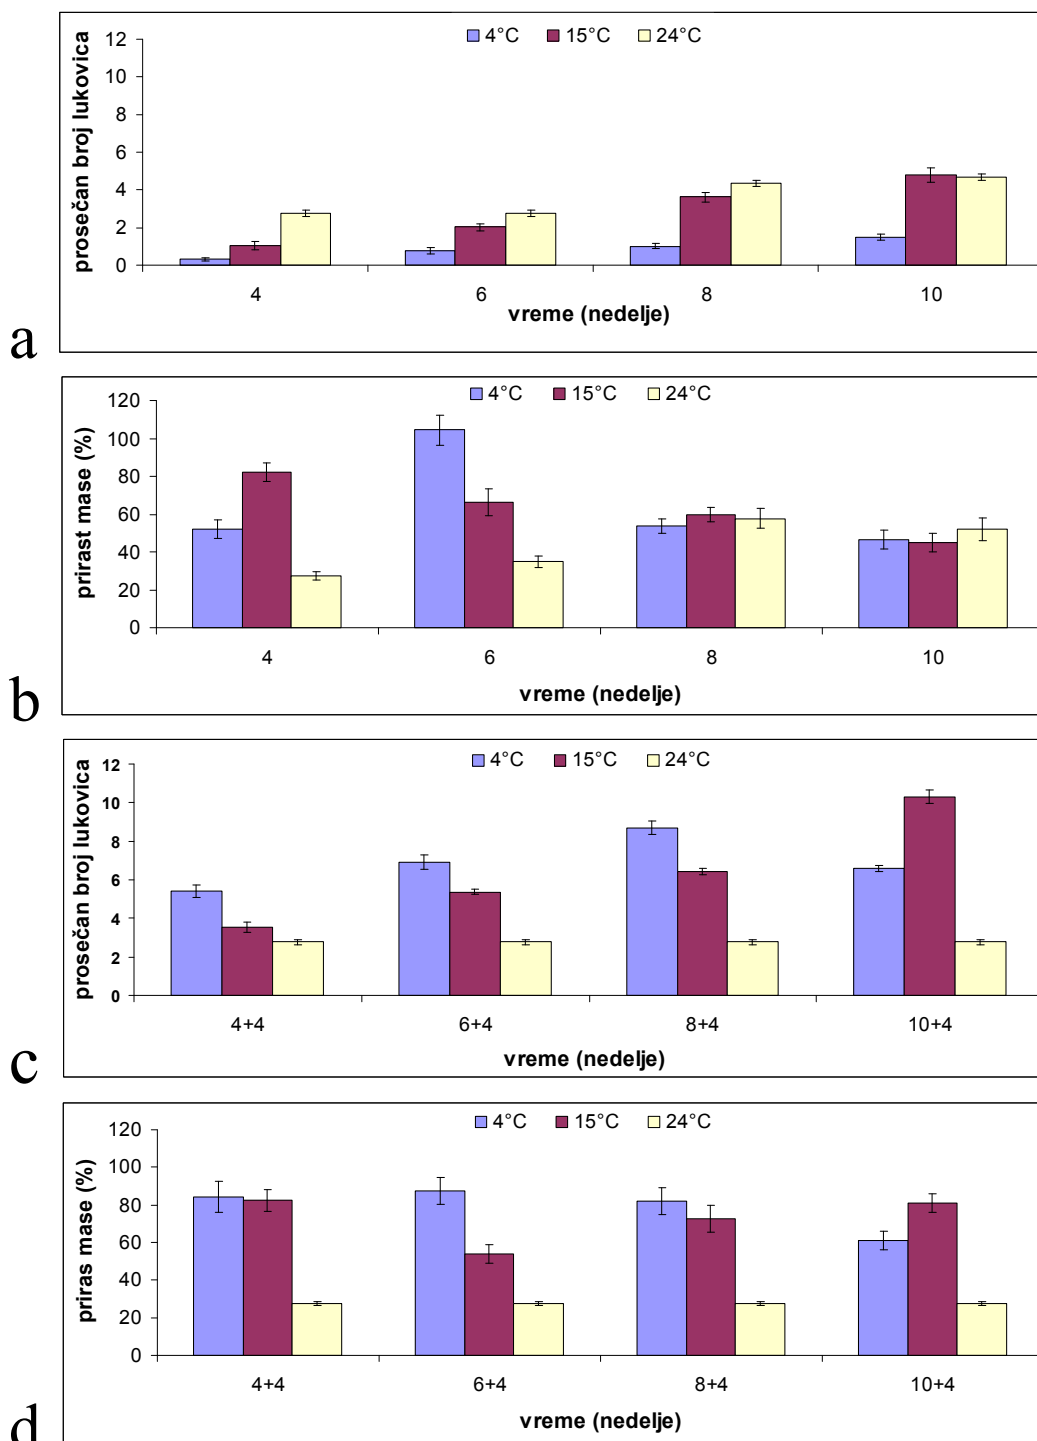 4°C 15°C 24°C
12
10
8
6
4
2
0
prosečan broj lukovica
4 6 8 10
vreme (nedelje)
a
4°C 15°C 24°C
120
100
80
60
40
20
0
prirast mase (%)
4 6 8 10
vreme (nedelje)
b
4°C 15°C 24°C
12
10
8
6
4
2
0
prosečan broj lukovica
4+4 6+4 8+4 10+4
vreme (nedelje)
c
4°C 15°C 24°C
120
100
80
60
40
20
0
priras mase (%)
4+4 6+4 8+4 10+4
vreme (nedelje)
d